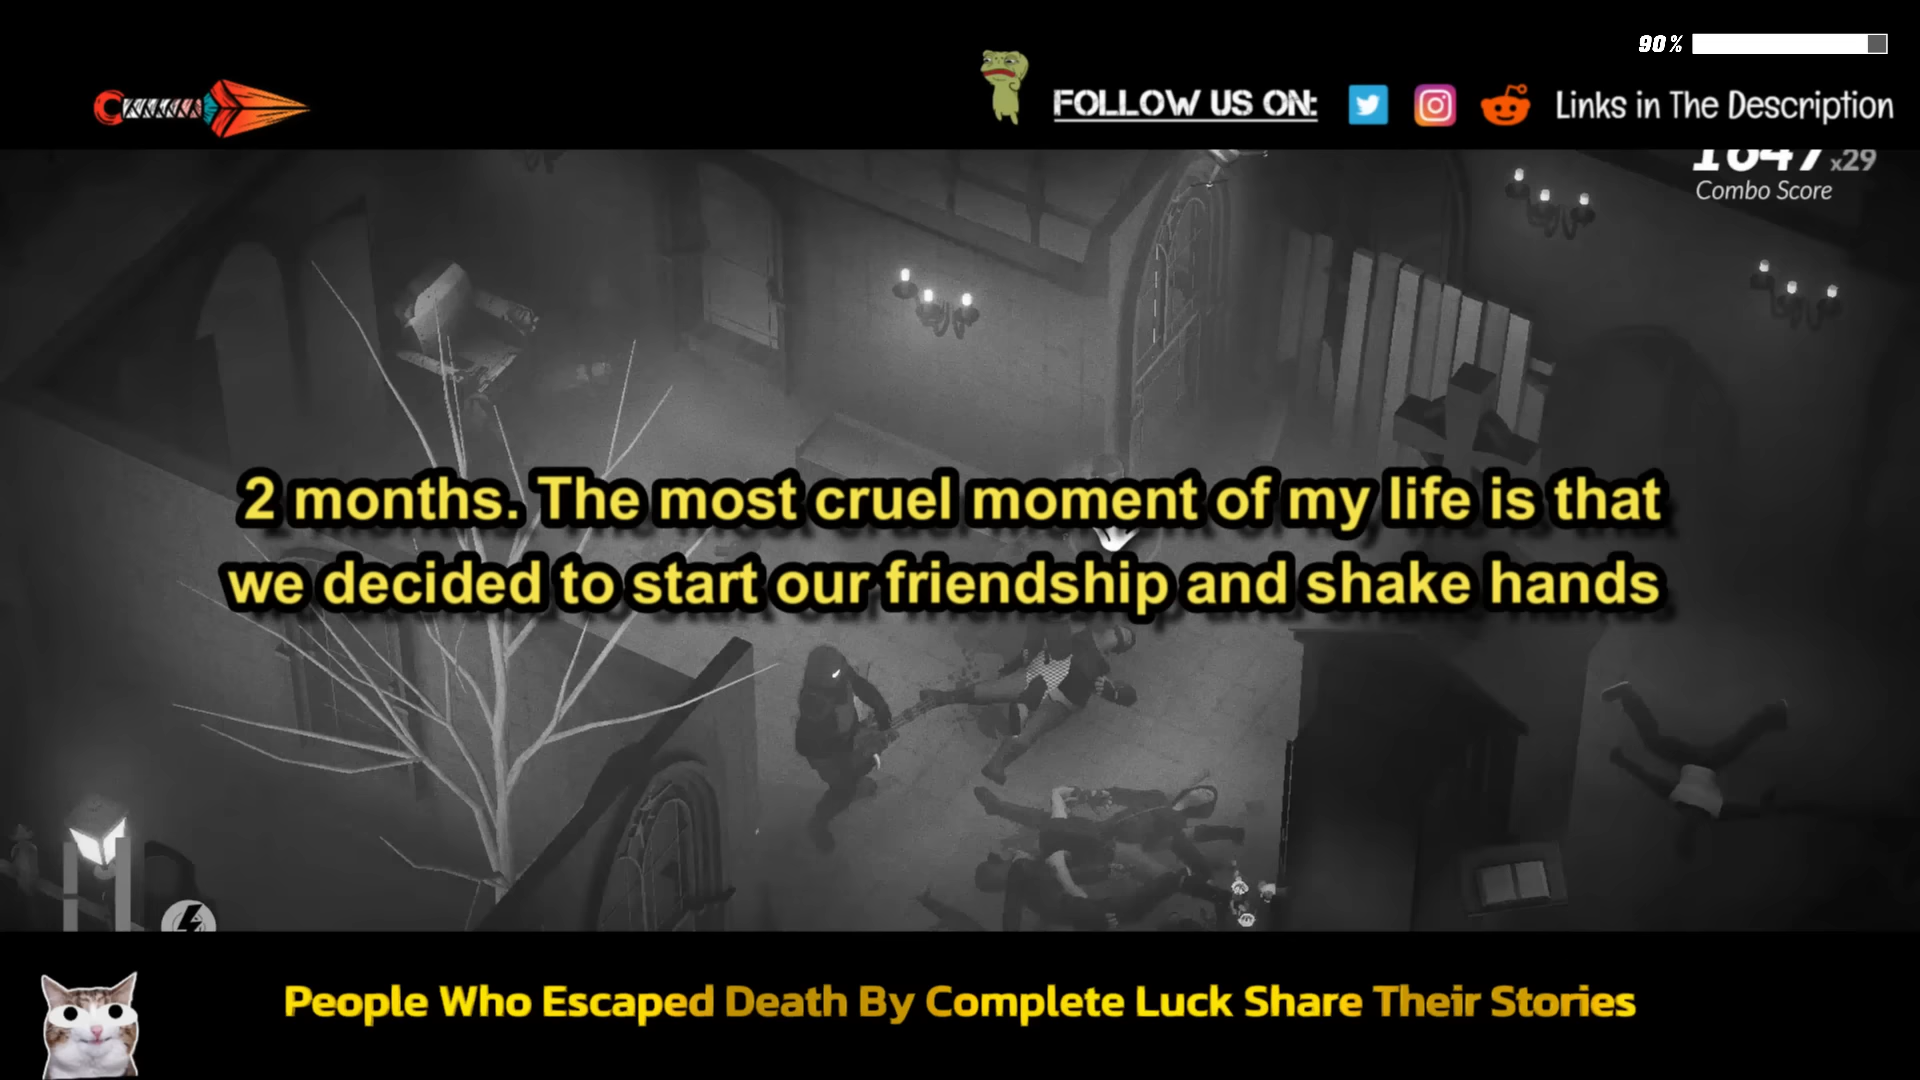 90%
FOLLOW US ON:
Links in The Description
x29
Combo Score
2 months. The most cruel moment of my life is that
we decided to start our friendship and shake hands
People Who Escaped Death By Complete Luck Share Their Stories